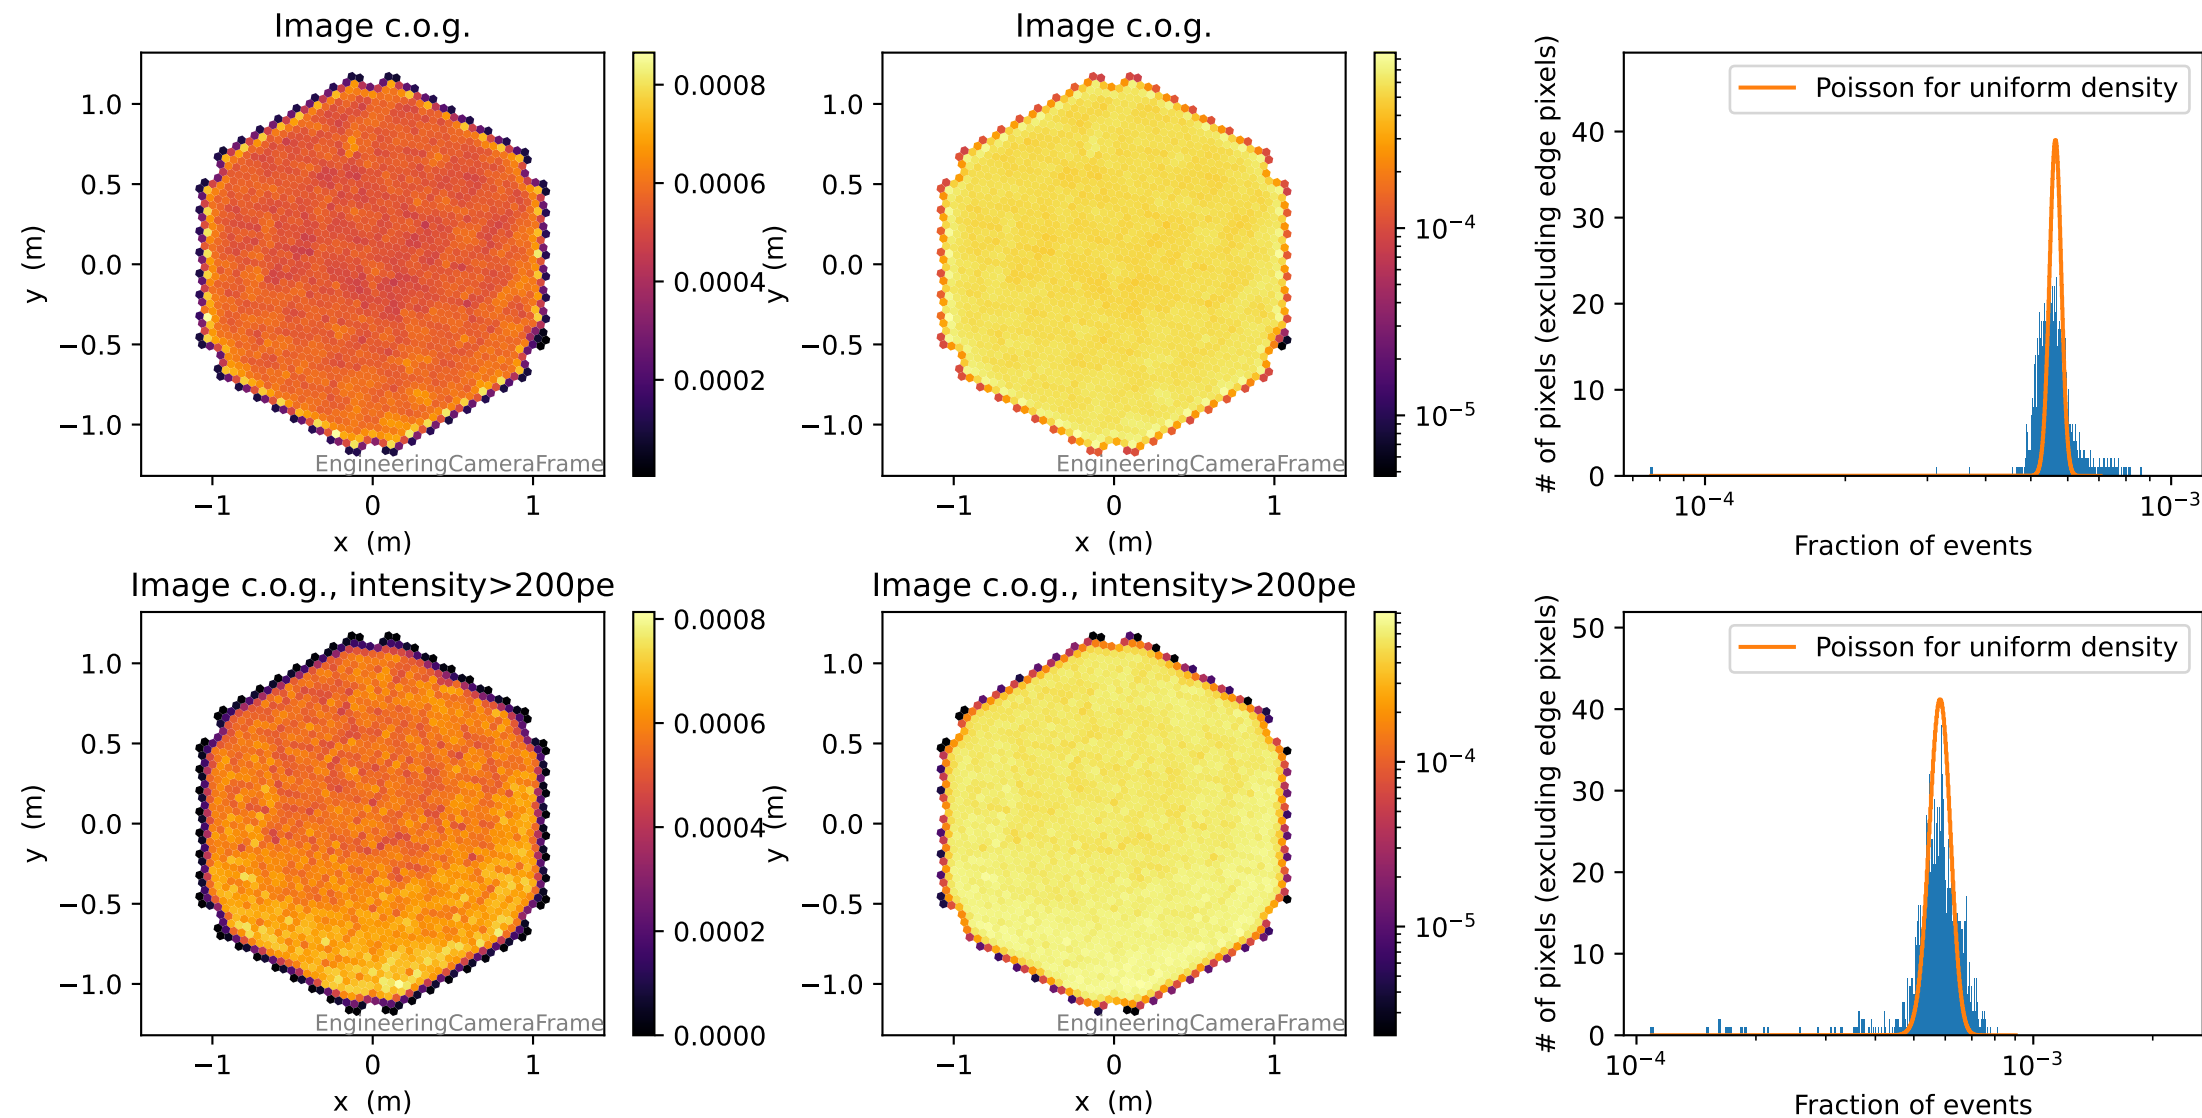 Image c.o.g.
1.0
0.5
0.0
−0.5
−1.0
y (m)
−1
0
1
x (m)
EngineeringCameraFrame
0.0008
0.0006
0.0004
0.0002
Image c.o.g.
1.0
0.5
0.0
−0.5
−1.0
y (m)
−1
0
1
x (m)
EngineeringCameraFrame
10⁻⁴
10⁻⁵
# of pixels (excluding edge pixels)
40
30
20
10
0
Poisson for uniform density
10⁻⁴
10⁻³
Fraction of events
Image c.o.g., intensity>200pe
1.0
0.5
0.0
−0.5
−1.0
y (m)
−1
0
1
x (m)
EngineeringCameraFrame
0.0008
0.0006
0.0004
0.0002
0.0000
Image c.o.g., intensity>200pe
1.0
0.5
0.0
−0.5
−1.0
y (m)
−1
0
1
x (m)
EngineeringCameraFrame
10⁻⁴
10⁻⁵
# of pixels (excluding edge pixels)
50
40
30
20
10
0
Poisson for uniform density
10⁻⁴
10⁻³
Fraction of events